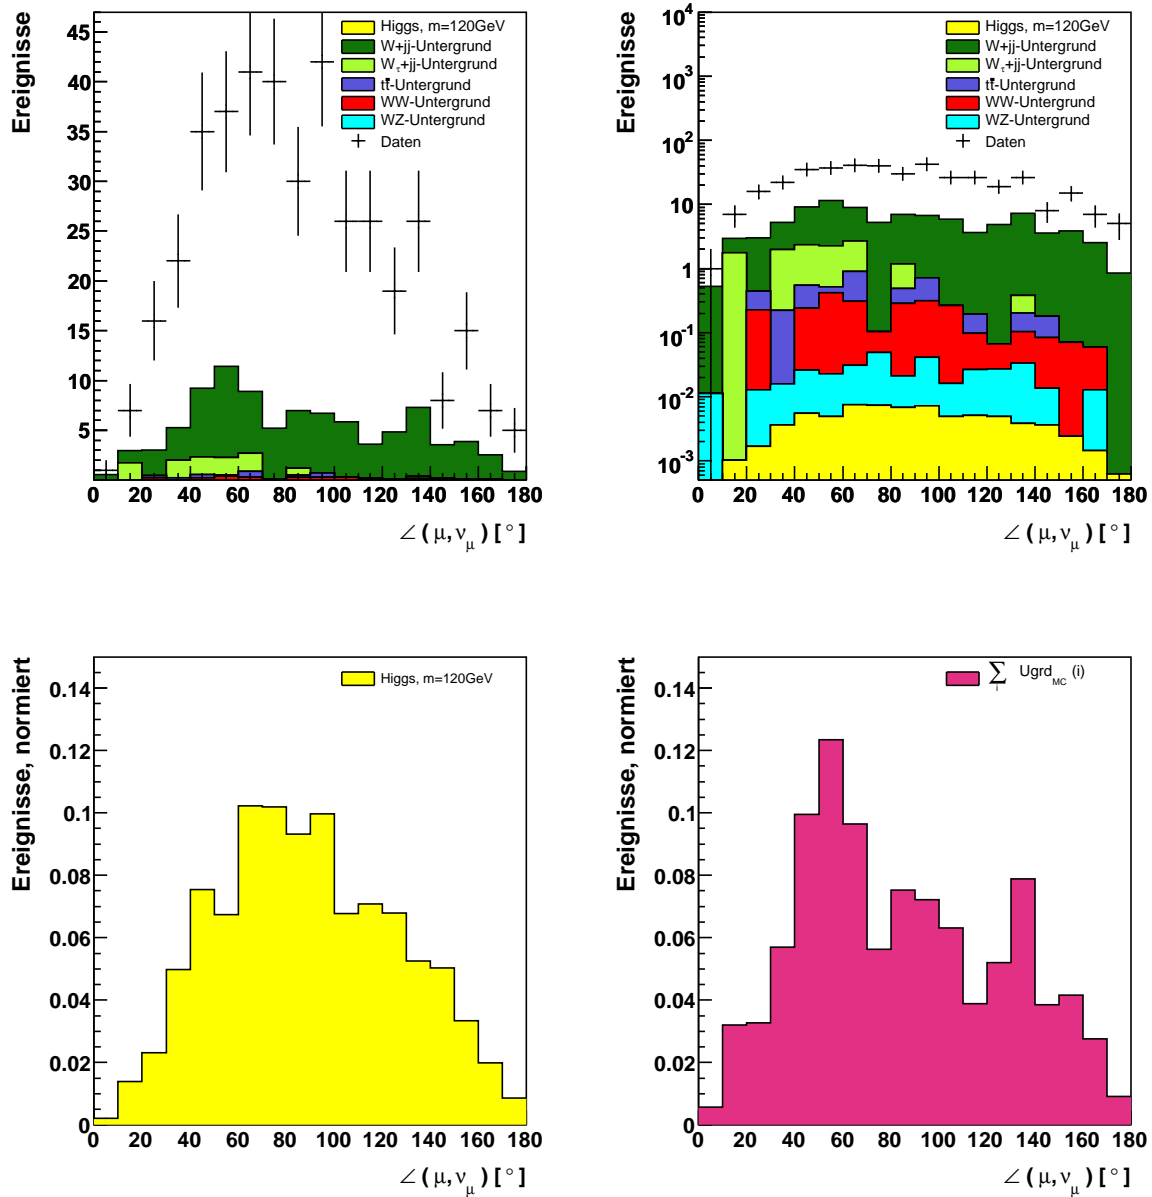 Ereignisse
45
40
35
30
25
20
15
10
5
0 20 40 60 80 100 120 140 160 180
∠ ( μ, ν_μ ) [ ° ]
Higgs, m=120GeV
W+jj-Untergrund
W_τ+jj-Untergrund
tt̄-Untergrund
WW-Untergrund
WZ-Untergrund
Daten
Ereignisse
10^4
10^3
10^2
10
1
10^-1
10^-2
10^-3
0 20 40 60 80 100 120 140 160 180
∠ ( μ, ν_μ ) [ ° ]
Higgs, m=120GeV
W+jj-Untergrund
W_τ+jj-Untergrund
tt̄-Untergrund
WW-Untergrund
WZ-Untergrund
Daten
Ereignisse, normiert
0.14
0.12
0.1
0.08
0.06
0.04
0.02
0
0 20 40 60 80 100 120 140 160 180
∠ ( μ, ν_μ ) [ ° ]
Higgs, m=120GeV
Ereignisse, normiert
0.14
0.12
0.1
0.08
0.06
0.04
0.02
0
0 20 40 60 80 100 120 140 160 180
∠ ( μ, ν_μ ) [ ° ]
∑_i Ugrd_MC (i)